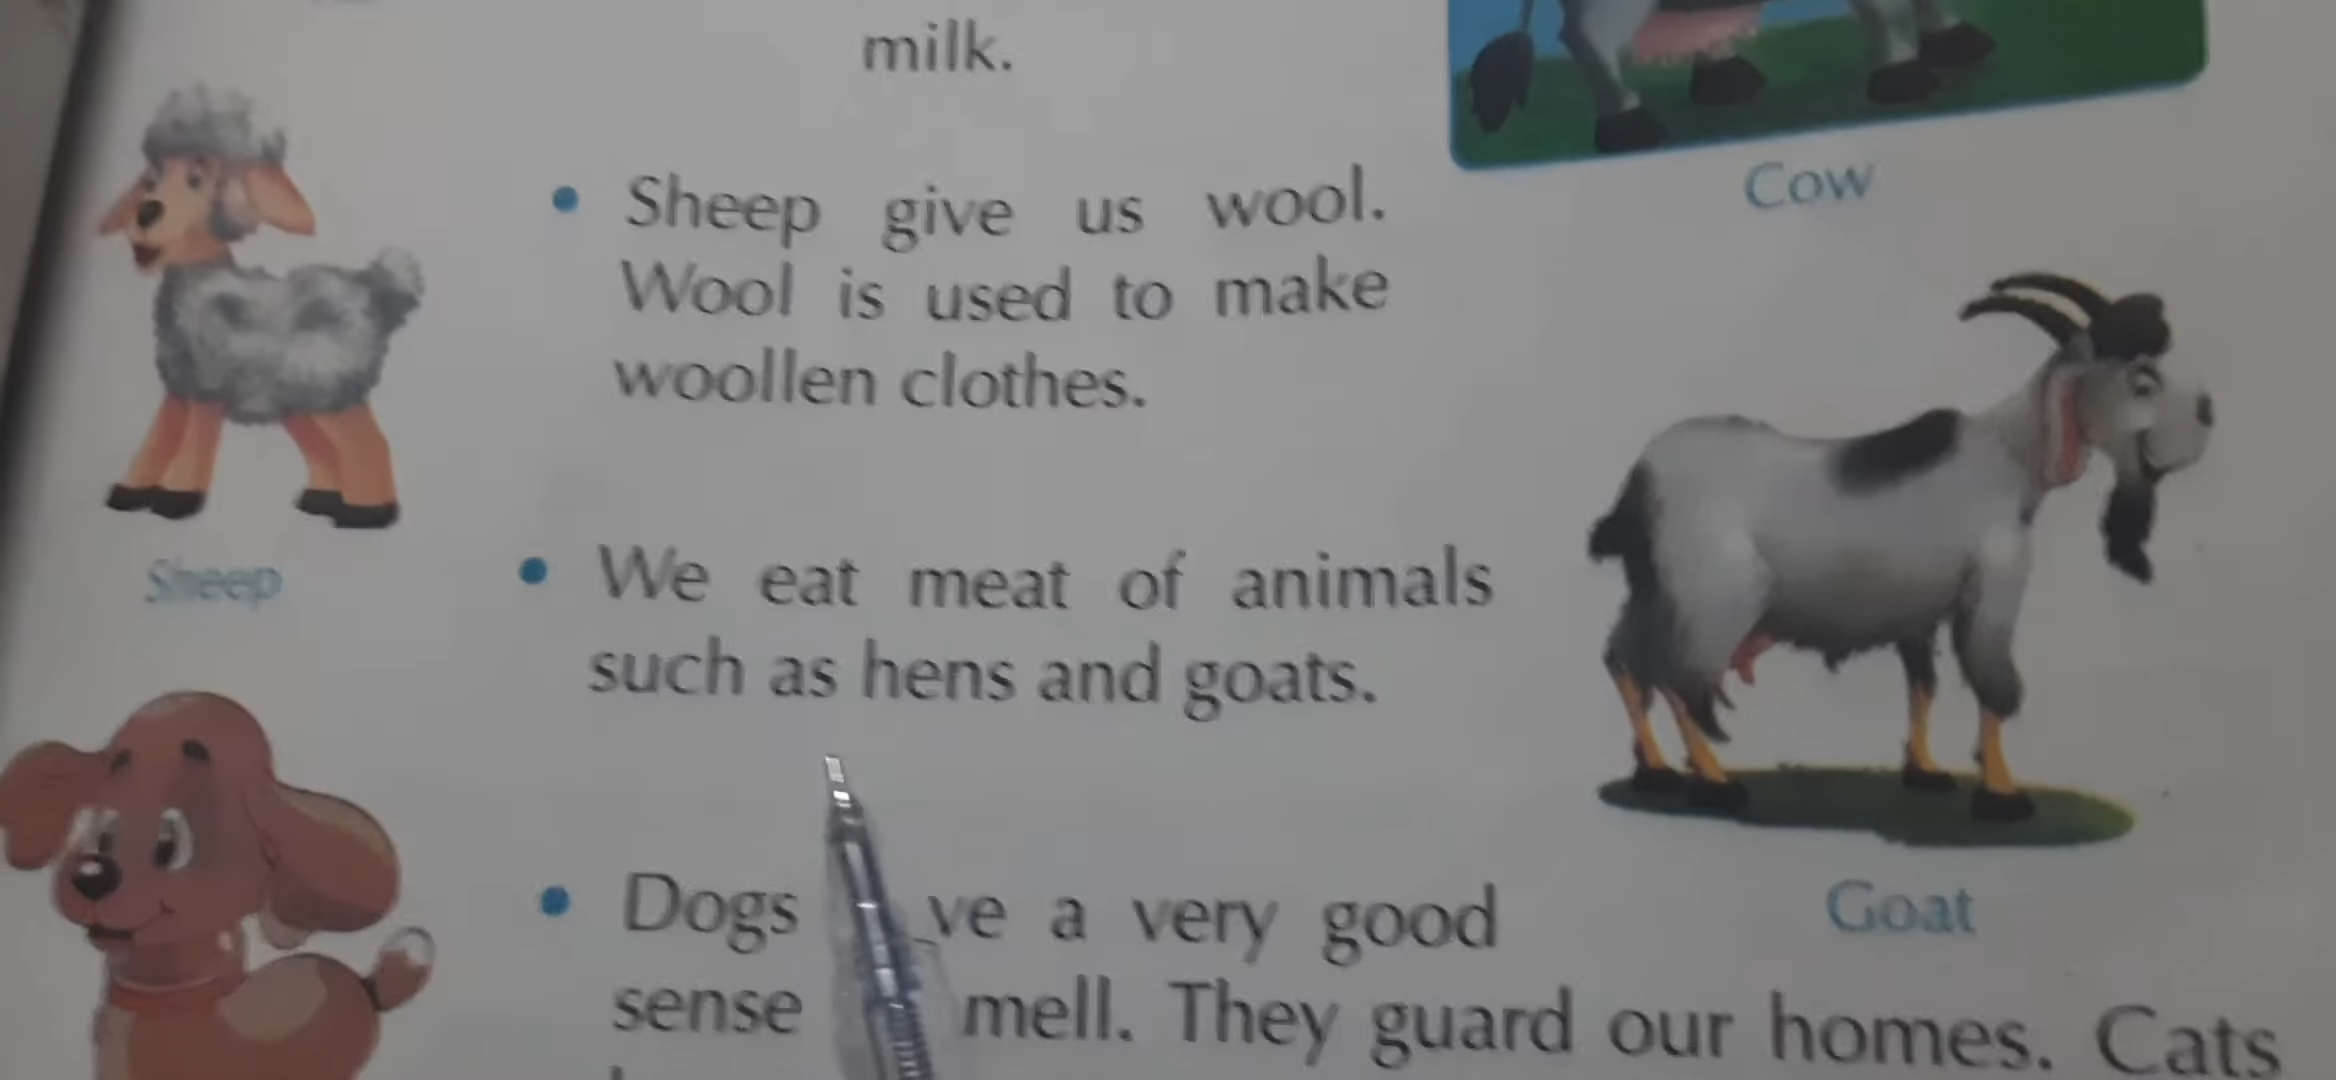 milk.
Cow
• Sheep give us wool.
Wool is used to make
woollen clothes.
Sheep
• We eat meat of animals
such as hens and goats.
Goat
• Dogs ve a very good
sense mell. They guard our homes. Cats